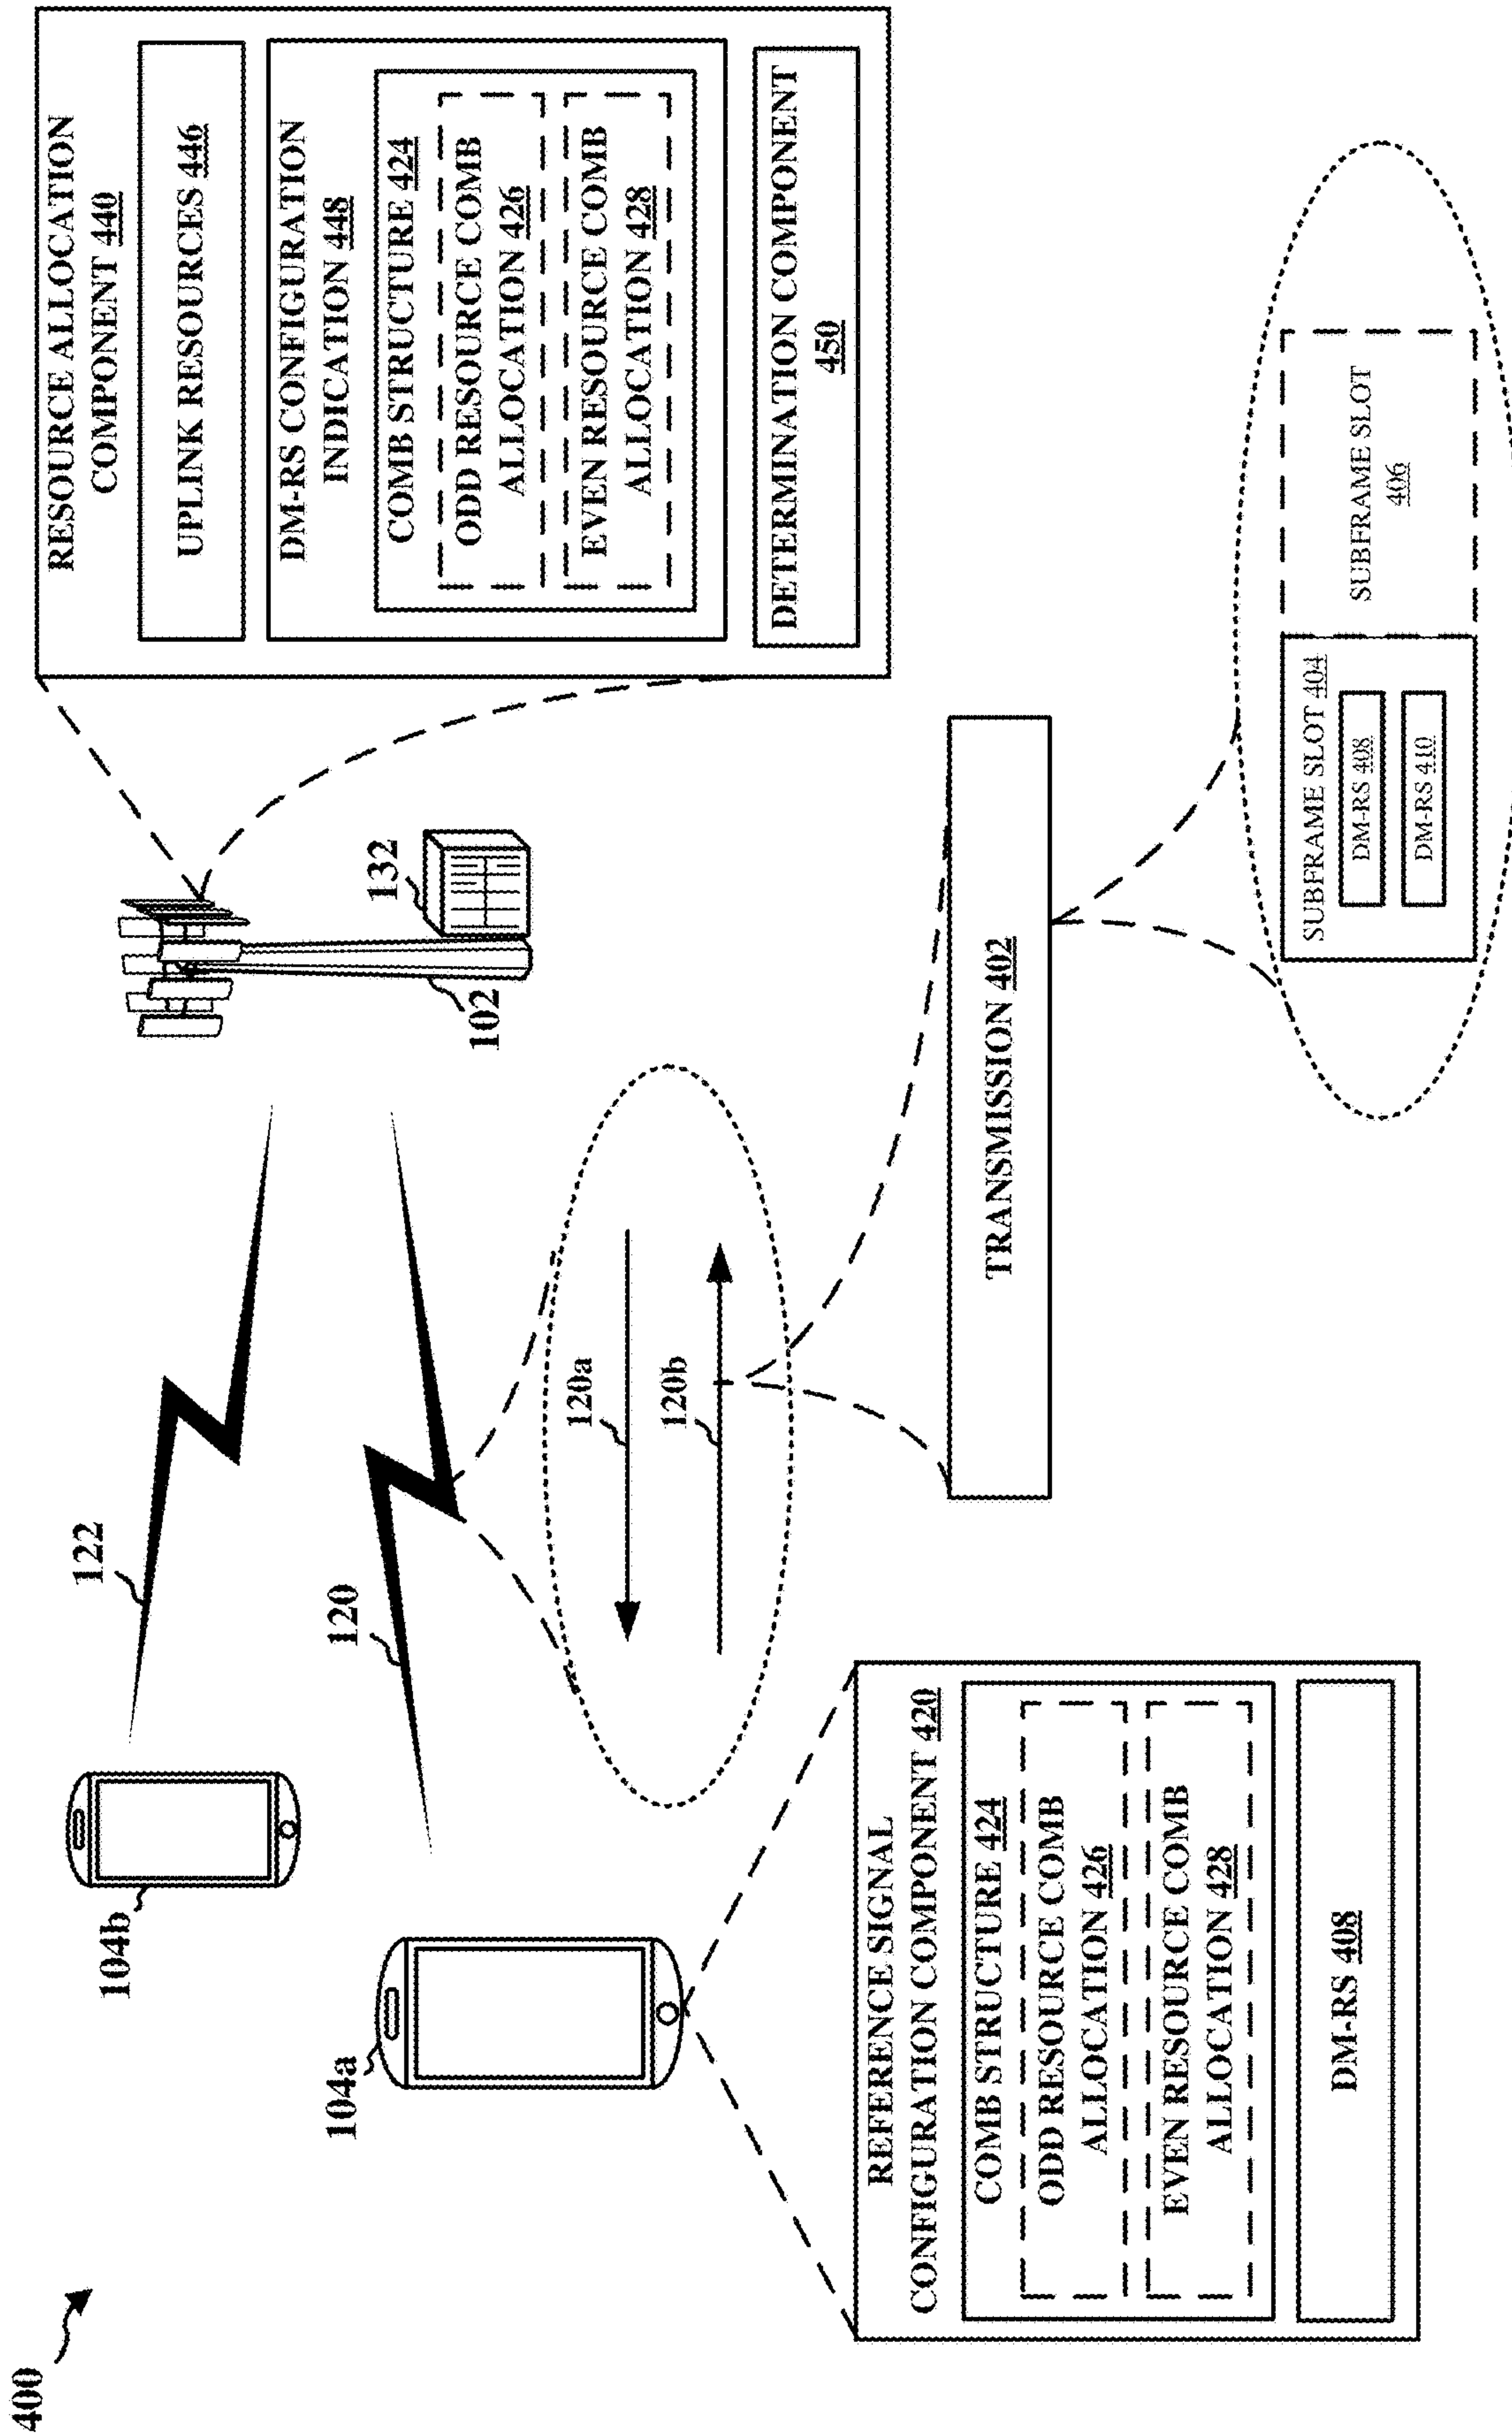 400
104b
122
104a
120
102
132
RESOURCE ALLOCATION
COMPONENT 440
UPLINK RESOURCES 446
DM-RS CONFIGURATION
INDICATION 448
COMB STRUCTURE 424
ODD RESOURCE COMB
ALLOCATION 426
EVEN RESOURCE COMB
ALLOCATION 428
DETERMINATION COMPONENT
450
120a
120b
REFERENCE SIGNAL
CONFIGURATION COMPONENT 420
COMB STRUCTURE 424
ODD RESOURCE COMB
ALLOCATION 426
EVEN RESOURCE COMB
ALLOCATION 428
DM-RS 408
TRANSMISSION 402
SUBFRAME SLOT 404
DM-RS 408
DM-RS 410
SUBFRAME SLOT
406